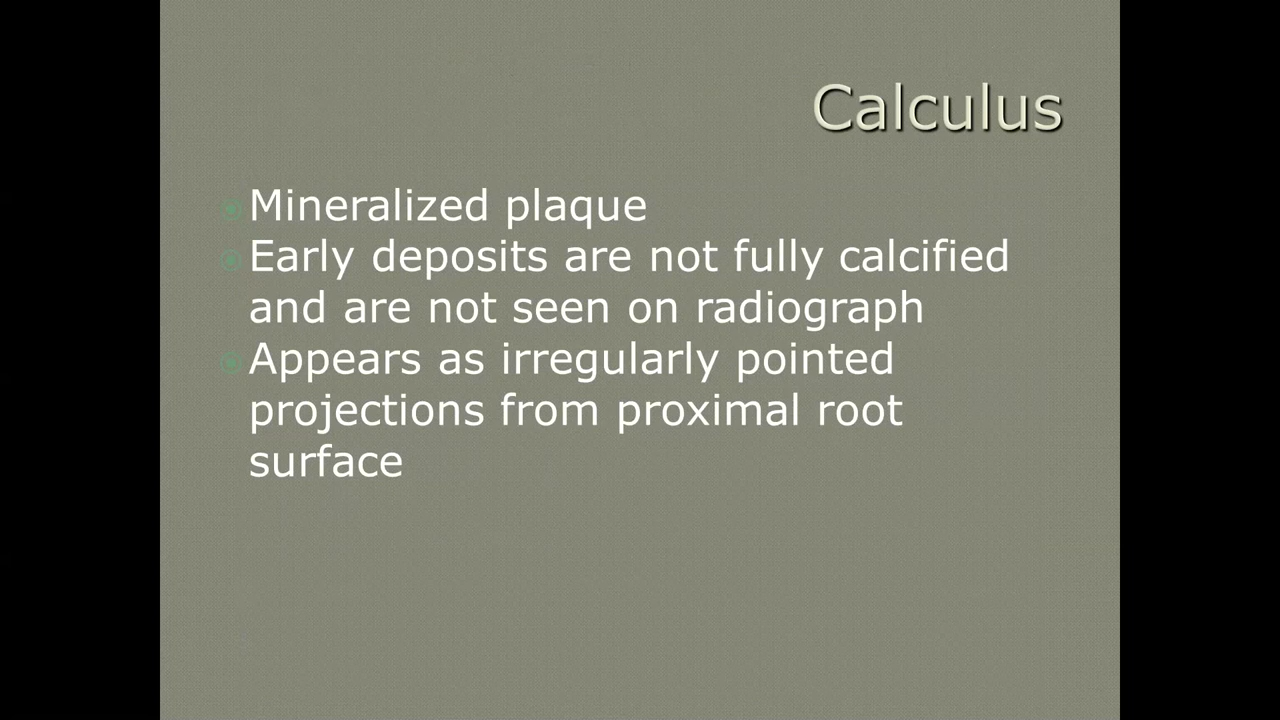 Calculus
Mineralized plaque
Early deposits are not fully calcified
and are not seen on radiograph
Appears as irregularly pointed
projections from proximal root
surface